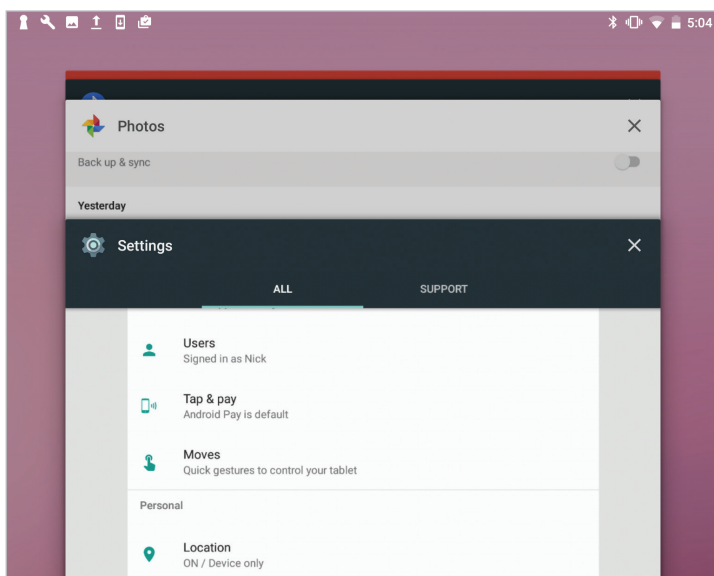 5:04
Photos
Back up & sync
Yesterday
Settings
ALL SUPPORT
Users
Signed in as Nick
Tap & pay
Android Pay is default
Moves
Quick gestures to control your tablet
Personal
Location
ON / Device only